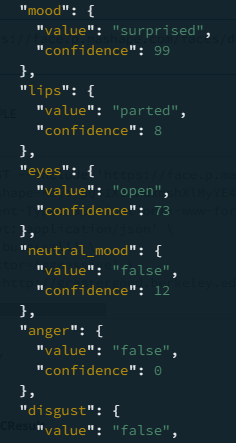 "mood": {
"value": "surprised",
"confidence": 99
},
"lips": {
"value": "parted",
"confidence": 8
},
"eyes": {
"value": "open",
"confidence": 73
},
"neutral_mood": {
"value": "false",
"confidence": 12
},
"anger": {
"value": "false",
"confidence": 0
},
"disgust": {
"value": "false",